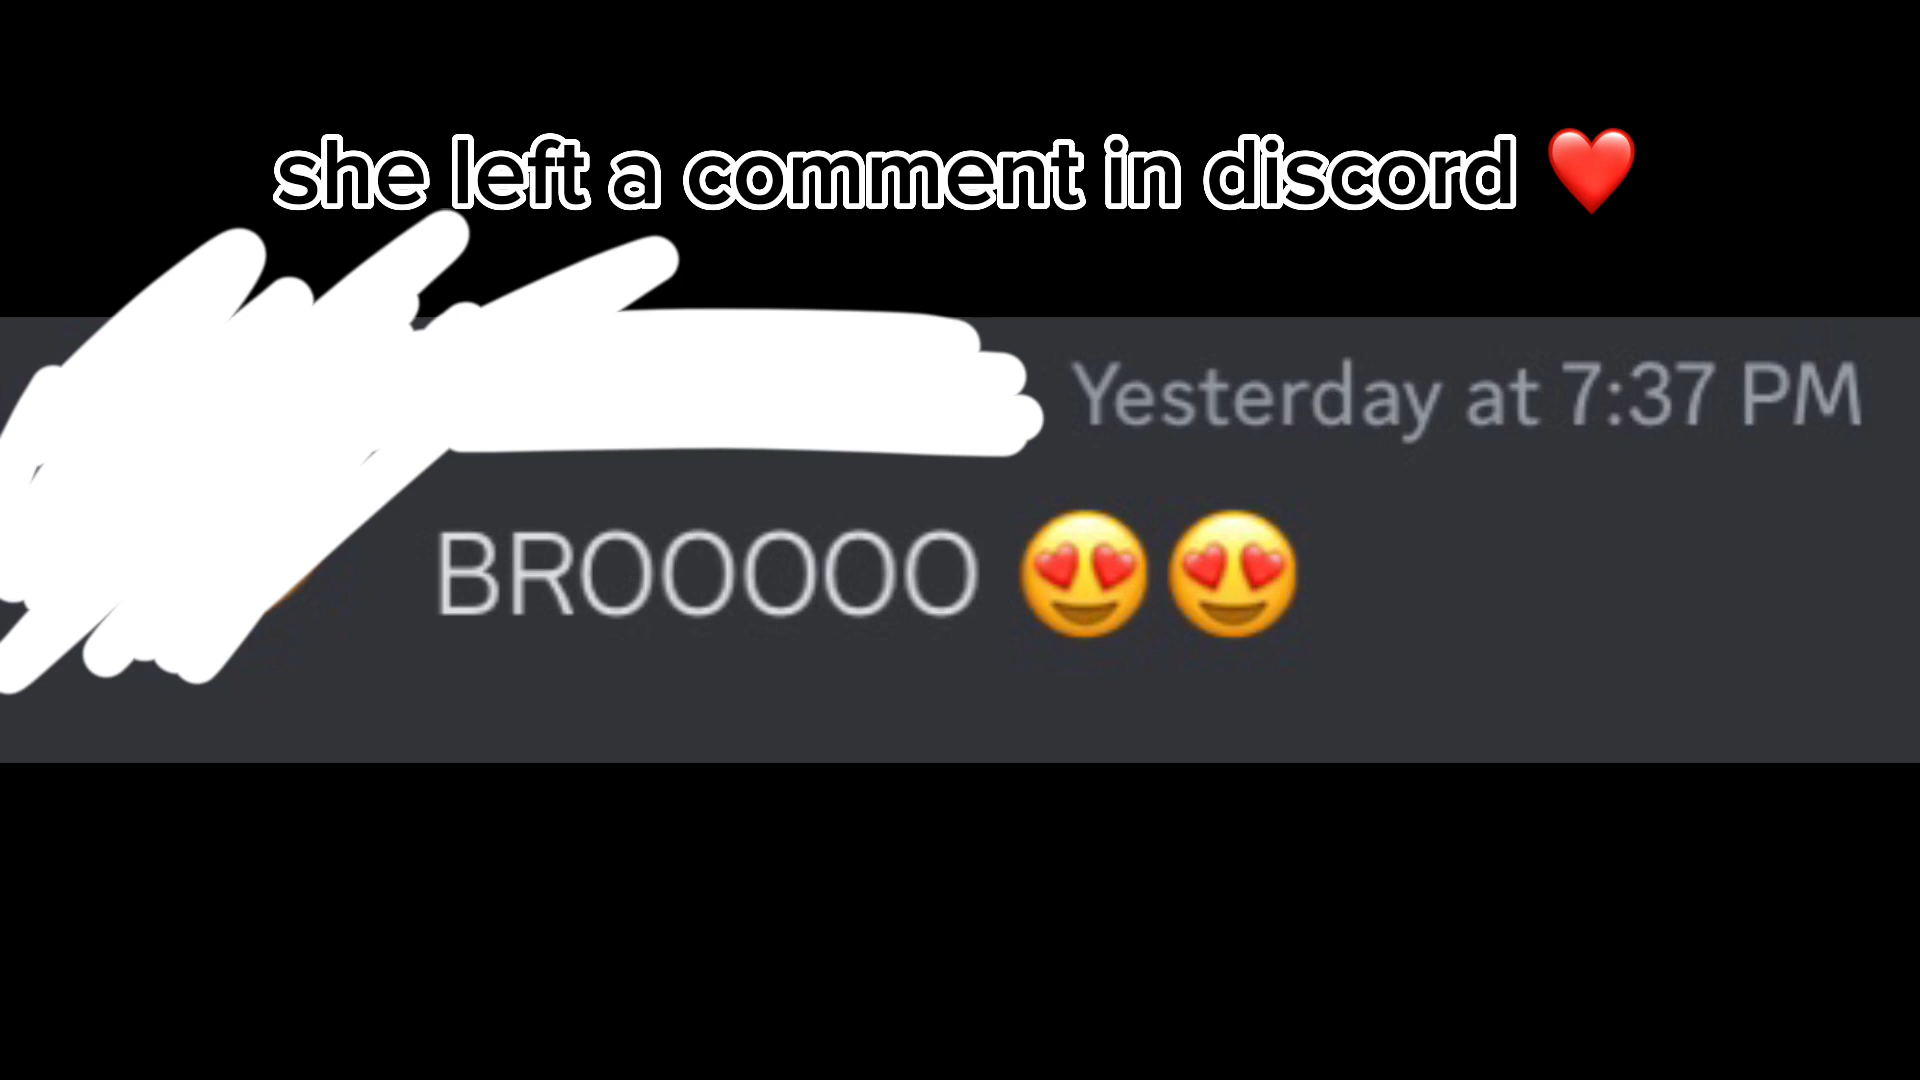 she left a comment in discord ❤️
Yesterday at 7:37 PM
BROOOOO 😍😍